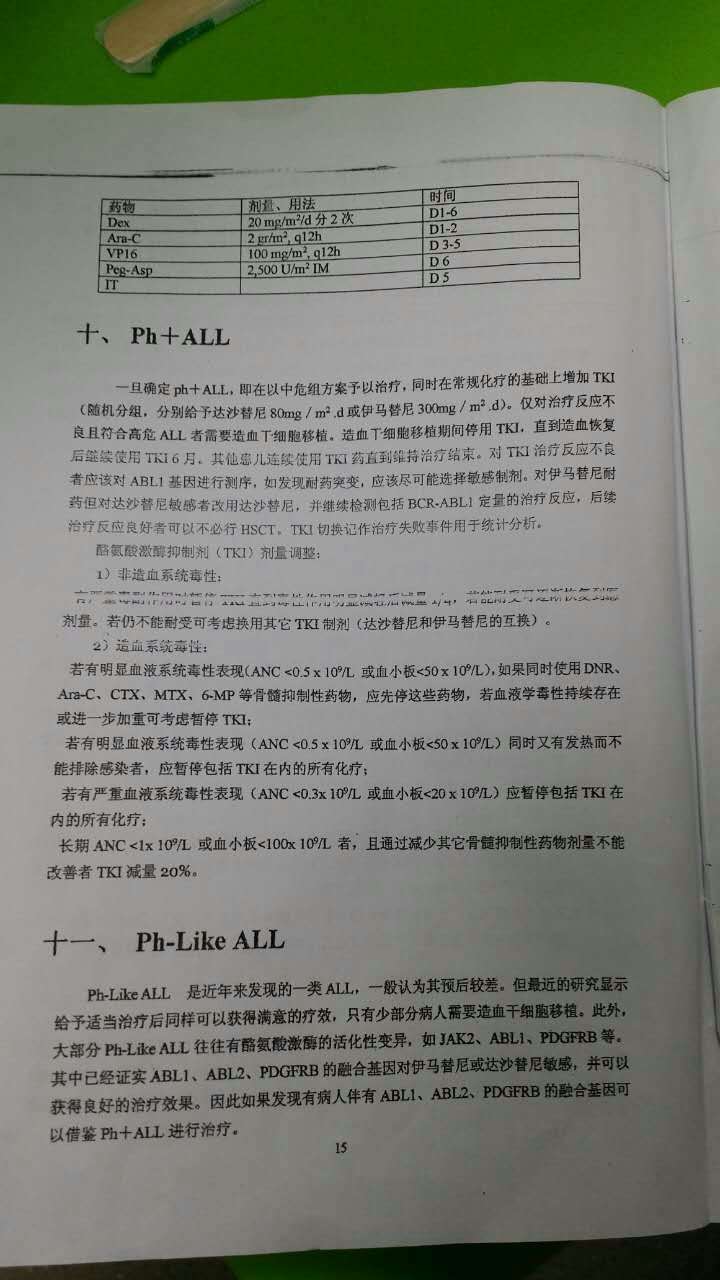 药物 剂量、用法 时间
Dex 20 mg/m²/d 分 2 次 D1-6
Ara-C 2 gr/m², q12h D1-2
VP16 100 mg/m², q12h D 3-5
Peg-Asp 2,500 U/m² IM D 6
IT D 5
十、 Ph＋ALL
一旦确定 ph＋ALL，即在以中危组方案予以治疗，同时在常规化疗的基础上增加 TKI
（随机分组，分别给予达沙替尼 80mg／m² .d 或伊马替尼 300mg／m² .d）。仅对治疗反应不
良且符合高危 ALL 者需要造血干细胞移植。造血干细胞移植期间停用 TKI，直到造血恢复
后继续使用 TKI 6 月。其他患儿连续使用 TKI 药直到维持治疗结束。对 TKI 治疗反应不良
者应该对 ABL1 基因进行测序，如发现耐药突变，应该尽可能选择敏感制剂。对伊马替尼耐
药但对达沙替尼敏感者改用达沙替尼，并继续检测包括 BCR-ABL1 定量的治疗反应，后续
治疗反应良好者可以不必行 HSCT。TKI 切换记作治疗失败事件用于统计分析。
酪氨酸激酶抑制剂（TKI）剂量调整：
1）非造血系统毒性：
剂量。若仍不能耐受可考虑换用其它 TKI 制剂（达沙替尼和伊马替尼的互换）。
2）造血系统毒性：
若有明显血液系统毒性表现（ANC <0.5 x 10⁹/L 或血小板<50 x 10⁹/L），如果同时使用 DNR、
Ara-C、CTX、MTX、6-MP 等骨髓抑制性药物，应先停这些药物，若血液学毒性持续存在
或进一步加重可考虑暂停 TKI；
若有明显血液系统毒性表现（ANC <0.5 x 10⁹/L 或血小板<50 x 10⁹/L）同时又有发热而不
能排除感染者，应暂停包括 TKI 在内的所有化疗；
若有严重血液系统毒性表现（ANC <0.3x 10⁹/L 或血小板<20 x 10⁹/L）应暂停包括 TKI 在
内的所有化疗；
长期 ANC <1x 10⁹/L 或血小板<100x 10⁹/L 者，且通过减少其它骨髓抑制性药物剂量不能
改善者 TKI 减量 20%。
十一、 Ph-Like ALL
Ph-Like ALL 是近年来发现的一类 ALL，一般认为其预后较差。但最近的研究显示
给予适当治疗后同样可以获得满意的疗效，只有少部分病人需要造血干细胞移植。此外，
大部分 Ph-Like ALL 往往有酪氨酸激酶的活化性变异，如 JAK2、ABL1、PDGFRB 等。
其中已经证实 ABL1、ABL2、PDGFRB 的融合基因对伊马替尼或达沙替尼敏感，并可以
获得良好的治疗效果。因此如果发现有病人伴有 ABL1、ABL2、PDGFRB 的融合基因可
以借鉴 Ph＋ALL 进行治疗。
15